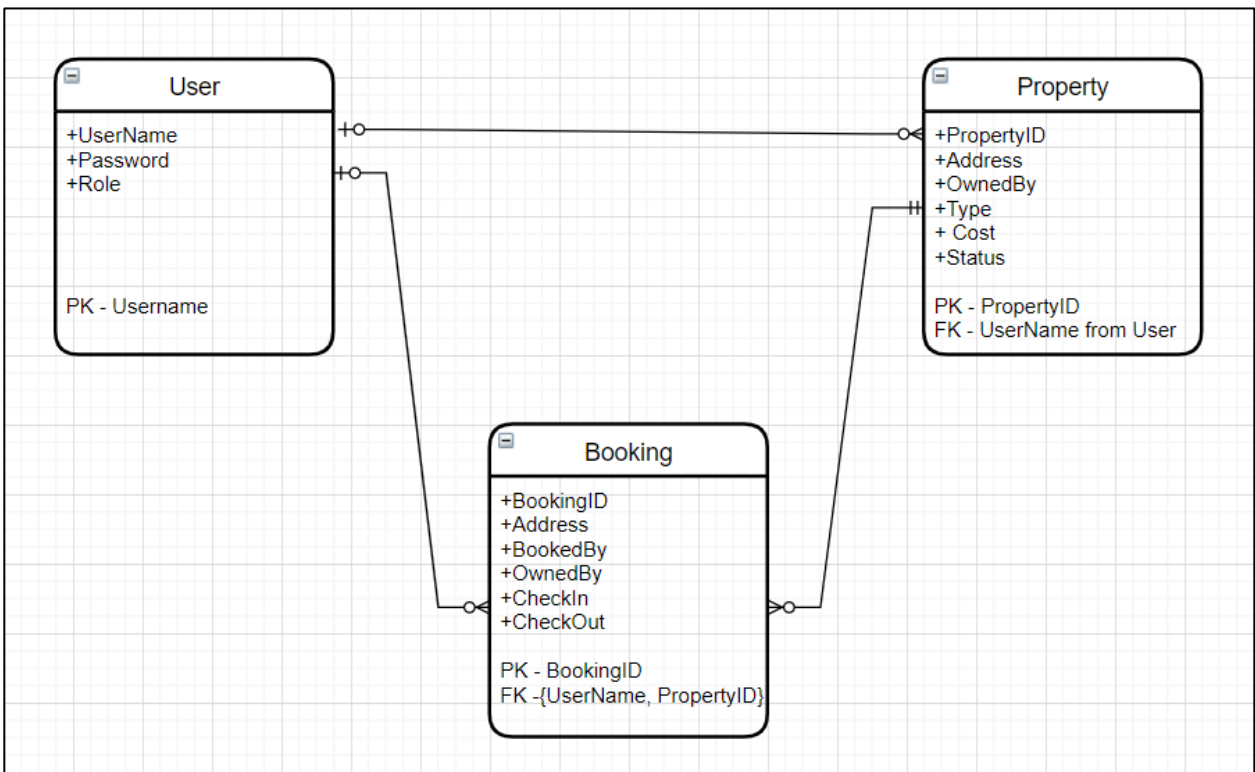 User
+UserName
+Password
+Role
PK - Username
Property
+PropertyID
+Address
+OwnedBy
+Type
+ Cost
+Status
PK - PropertyID
FK - UserName from User
Booking
+BookingID
+Address
+BookedBy
+OwnedBy
+CheckIn
+CheckOut
PK - BookingID
FK -{UserName, PropertyID}